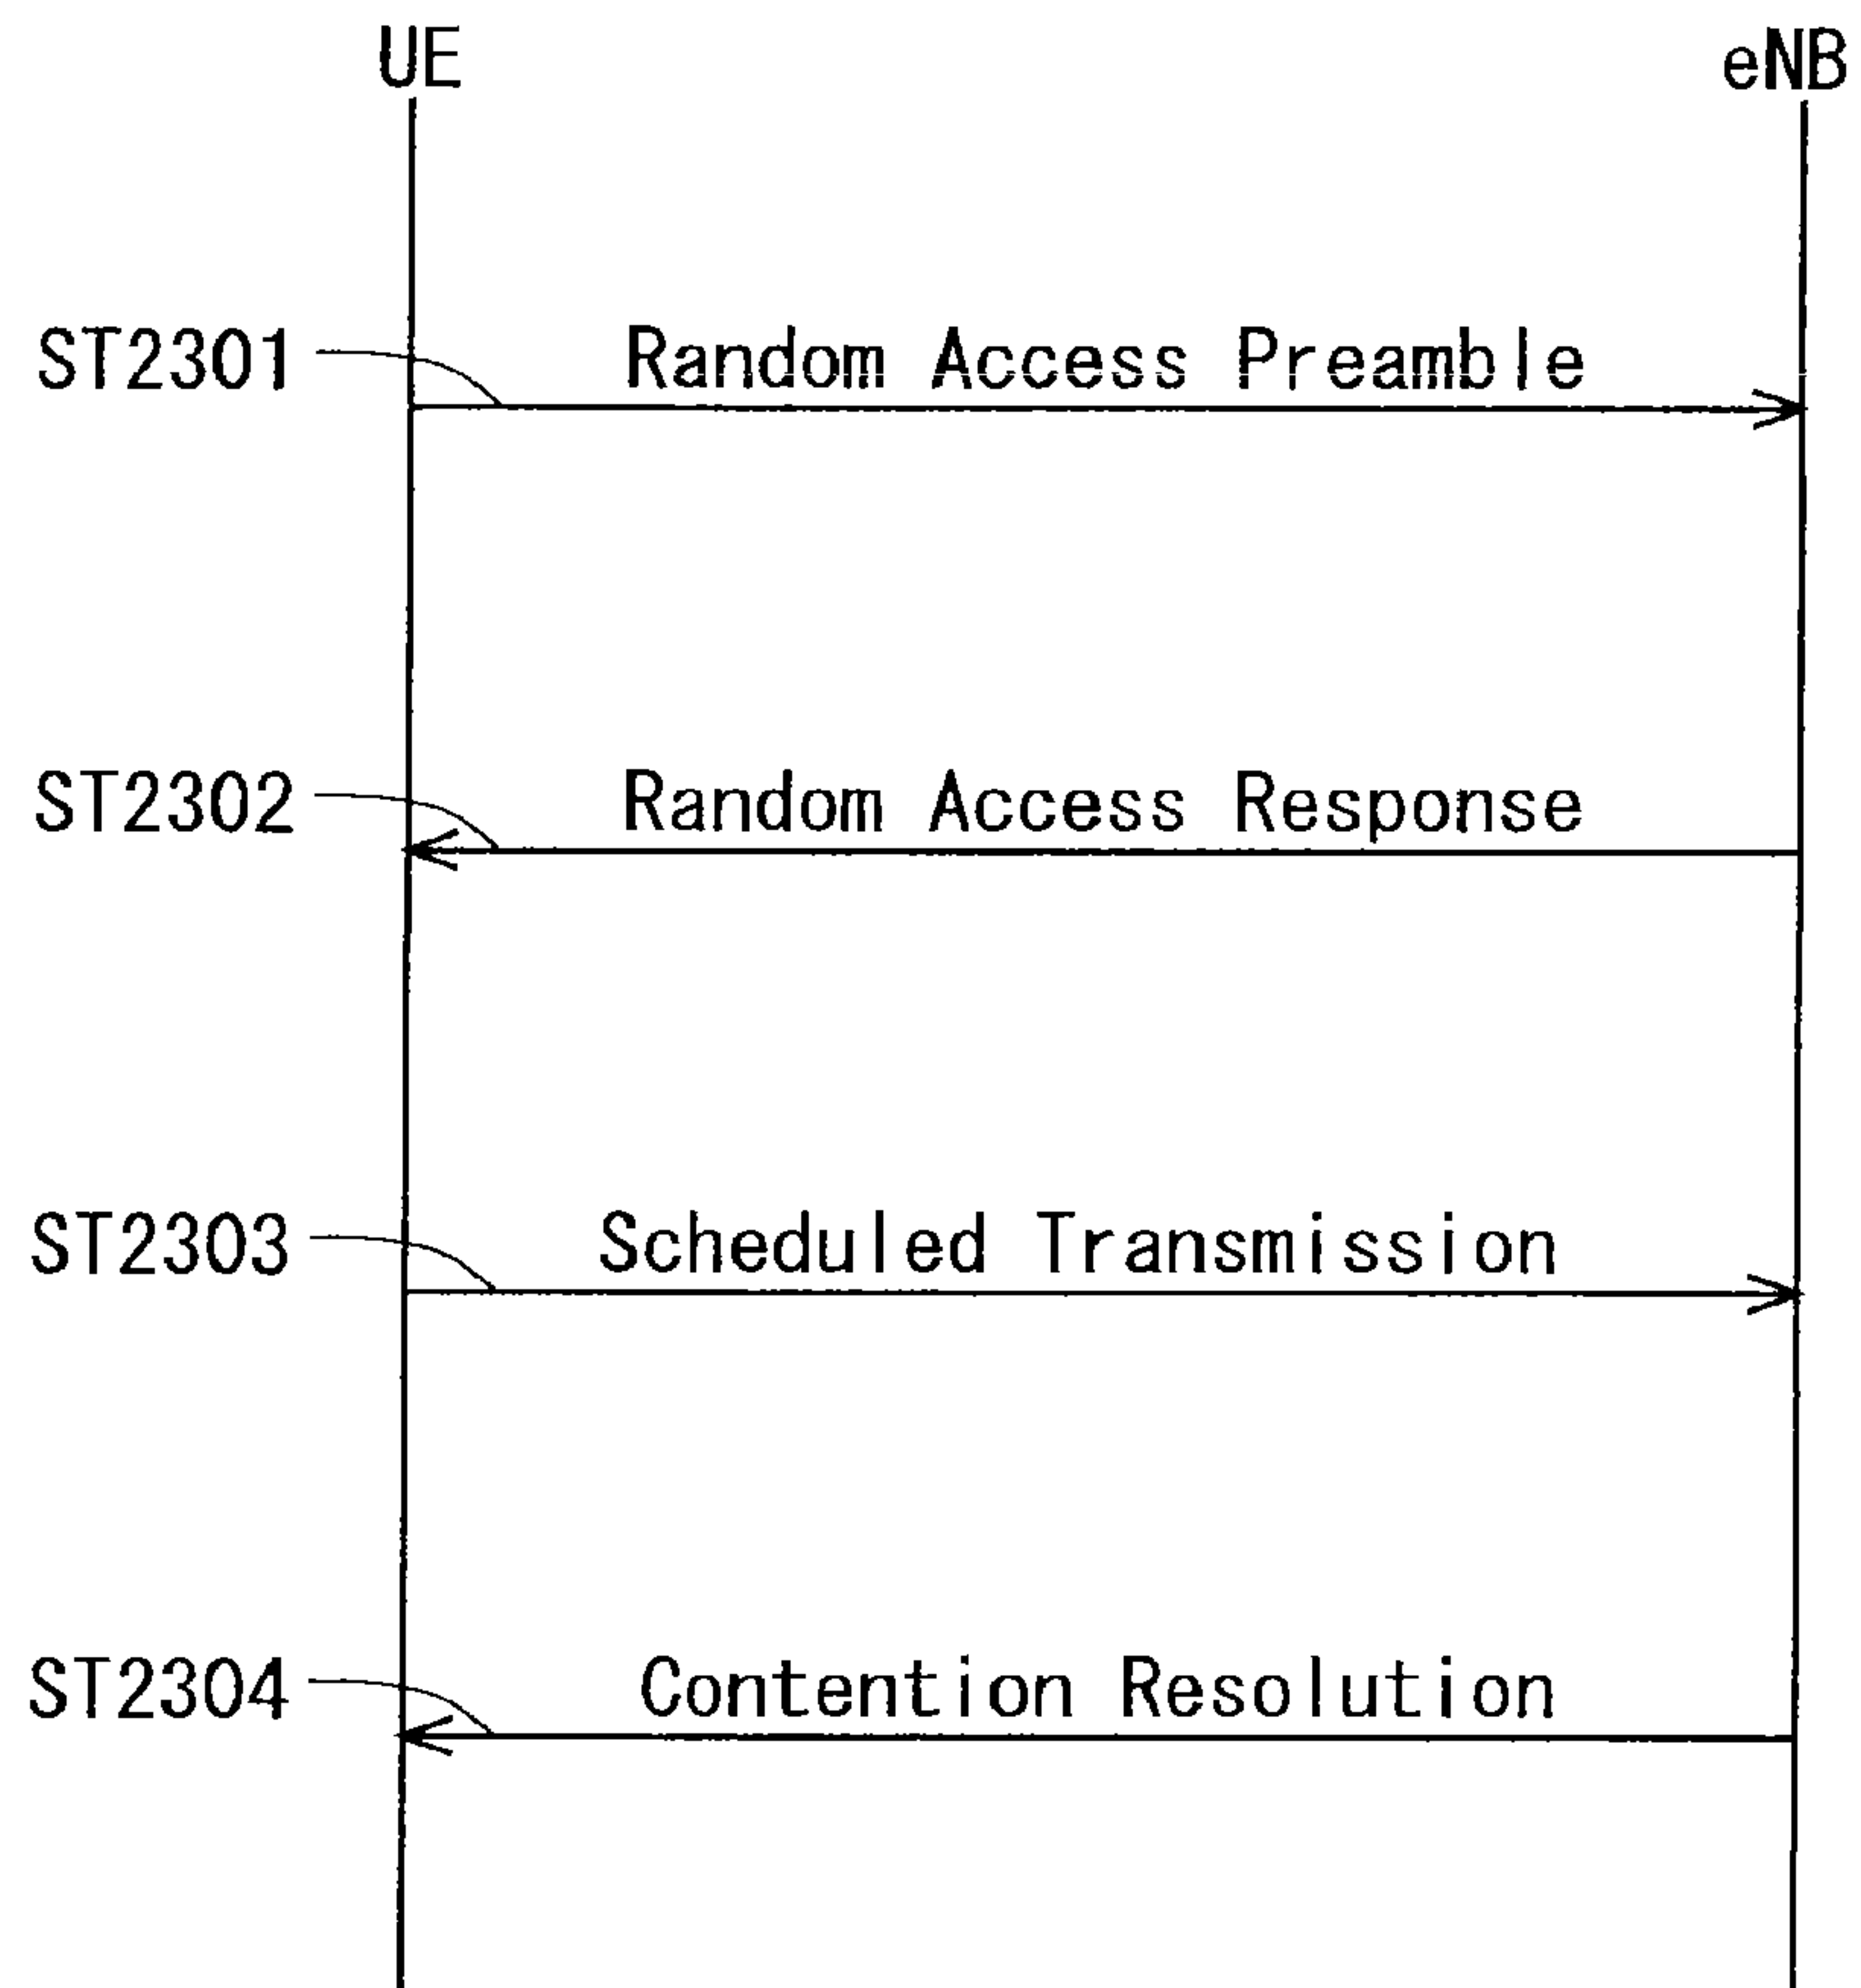 UE eNB
ST2301 Random Access Preamble
ST2302 Random Access Response
ST2303 Scheduled Transmission
ST2304 Contention Resolution